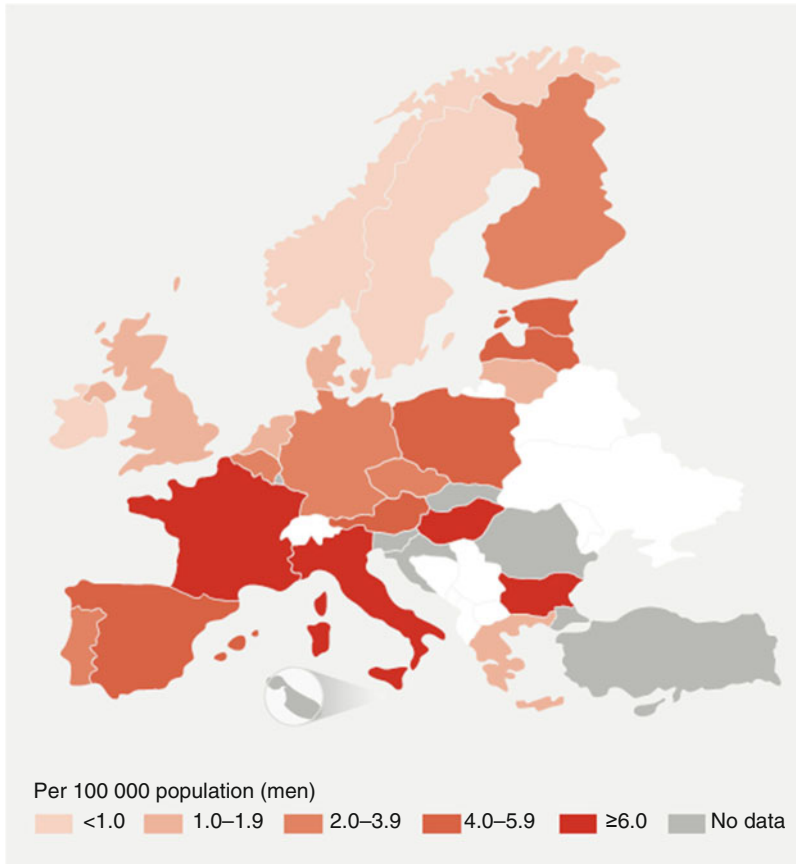 Per 100 000 population (men)
<1.0 1.0–1.9 2.0–3.9 4.0–5.9 ≥6.0 No data